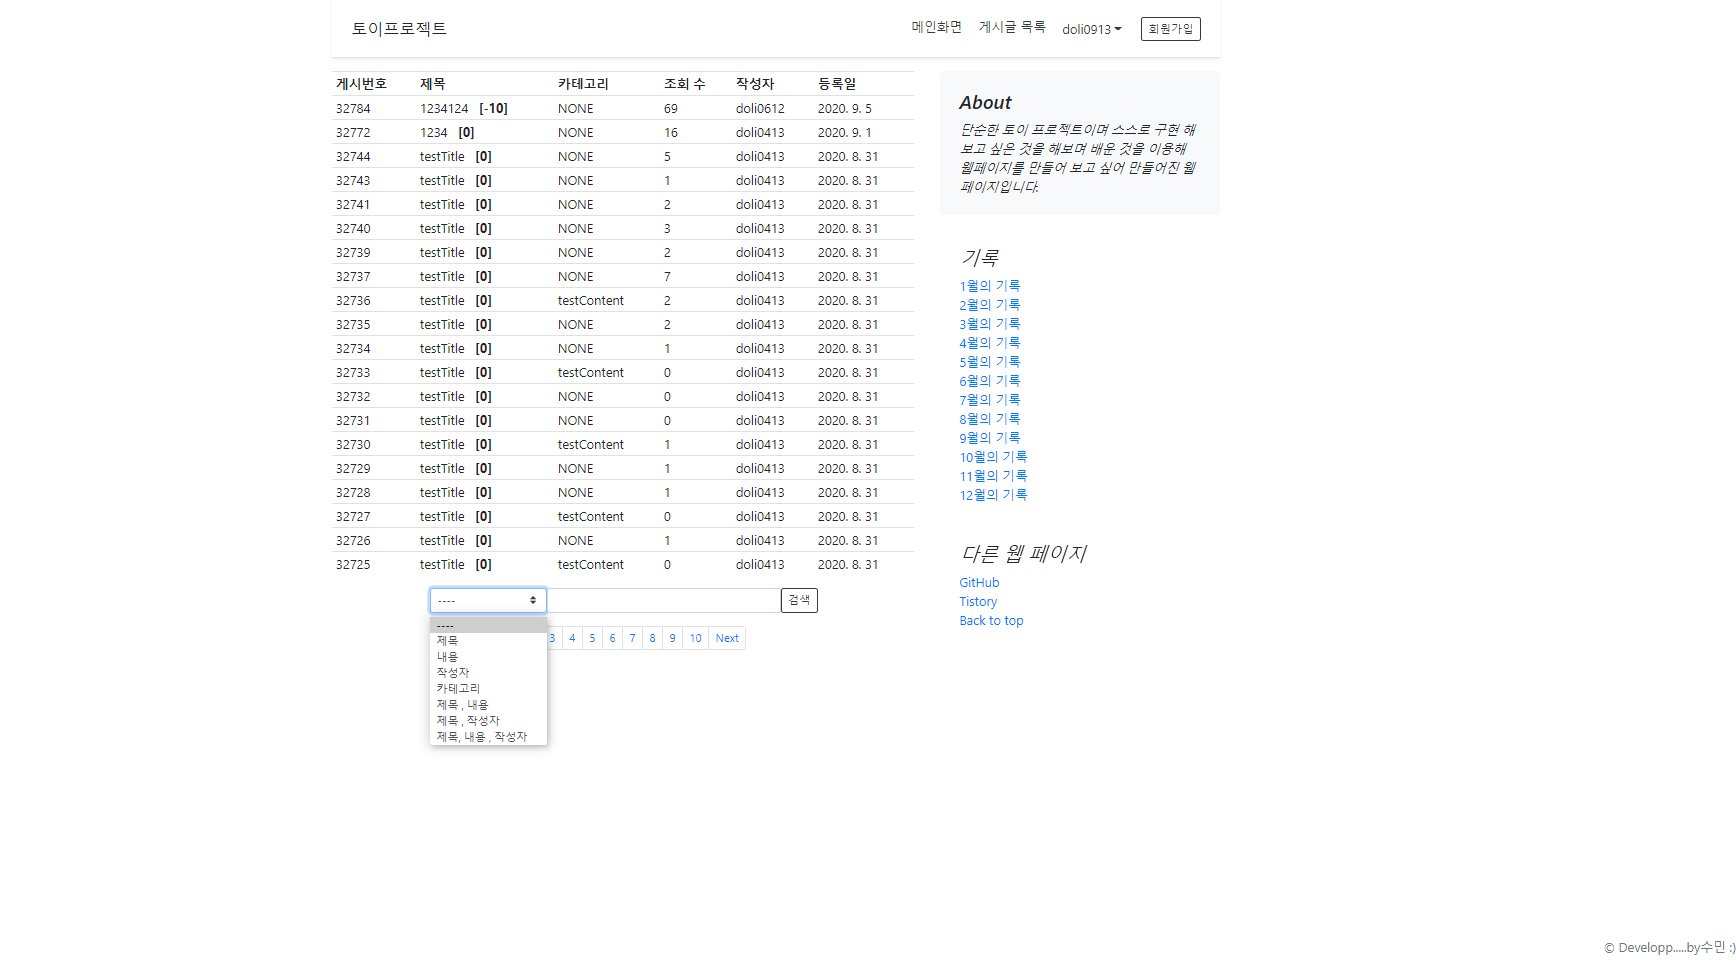 토이프로젝트 메인화면 게시글 목록 doli0913 회원가입
게시번호 제목 카테고리 조회 수 작성자 등록일
32784 1234124 [-10] NONE 69 doli0612 2020. 9. 5
32772 1234 [0] NONE 16 doli0413 2020. 9. 1
32744 testTitle [0] NONE 5 doli0413 2020. 8. 31
32743 testTitle [0] NONE 1 doli0413 2020. 8. 31
32741 testTitle [0] NONE 2 doli0413 2020. 8. 31
32740 testTitle [0] NONE 3 doli0413 2020. 8. 31
32739 testTitle [0] NONE 2 doli0413 2020. 8. 31
32737 testTitle [0] NONE 7 doli0413 2020. 8. 31
32736 testTitle [0] testContent 2 doli0413 2020. 8. 31
32735 testTitle [0] NONE 2 doli0413 2020. 8. 31
32734 testTitle [0] NONE 1 doli0413 2020. 8. 31
32733 testTitle [0] testContent 0 doli0413 2020. 8. 31
32732 testTitle [0] NONE 0 doli0413 2020. 8. 31
32731 testTitle [0] NONE 0 doli0413 2020. 8. 31
32730 testTitle [0] testContent 1 doli0413 2020. 8. 31
32729 testTitle [0] NONE 1 doli0413 2020. 8. 31
32728 testTitle [0] NONE 1 doli0413 2020. 8. 31
32727 testTitle [0] testContent 0 doli0413 2020. 8. 31
32726 testTitle [0] NONE 1 doli0413 2020. 8. 31
32725 testTitle [0] testContent 0 doli0413 2020. 8. 31
---- 검색
----
제목
내용
작성자
카테고리
제목 , 내용
제목 , 작성자
제목, 내용 , 작성자
3 4 5 6 7 8 9 10 Next
About
단순한 토이 프로젝트이며 스스로 구현 해
보고 싶은 것을 해보며 배운 것을 이용해
웹페이지를 만들어 보고 싶어 만들어진 웹
페이지입니다.
기록
1월의 기록
2월의 기록
3월의 기록
4월의 기록
5월의 기록
6월의 기록
7월의 기록
8월의 기록
9월의 기록
10월의 기록
11월의 기록
12월의 기록
다른 웹 페이지
GitHub
Tistory
Back to top
© Developp.....by수민 :)